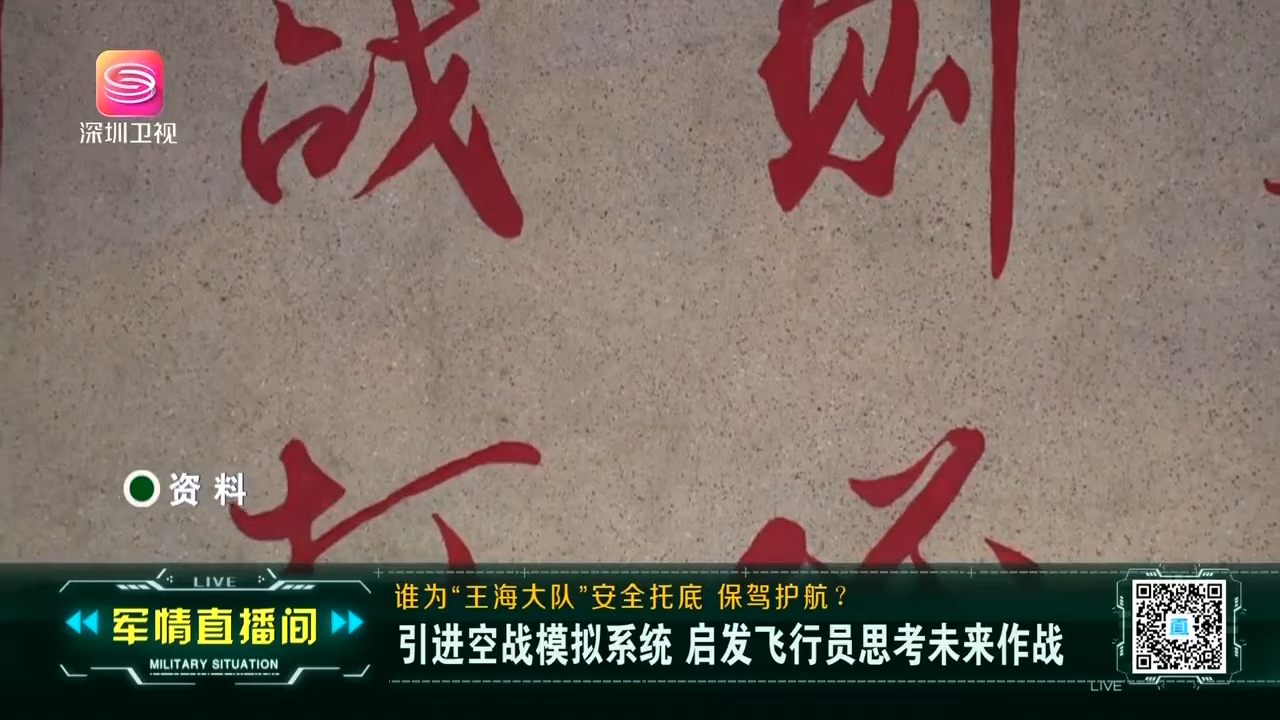 战 则
深圳卫视
资料
LIVE
军情直播间
MILITARY SITUATION
谁为“王海大队”安全托底 保驾护航?
引进空战模拟系统 启发飞行员思考未来作战
直
LIVE